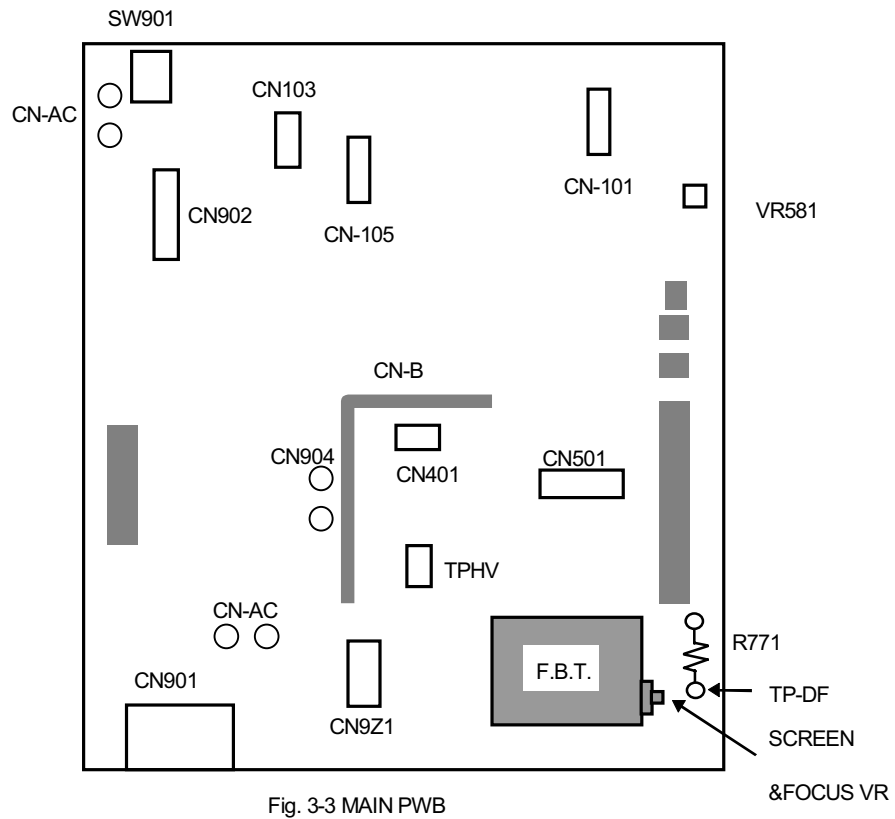 SW901
CN-AC
CN103
CN-101
CN902
CN-105
VR581
CN-B
CN904
CN401
CN501
TPHV
CN-AC
R771
F.B.T.
CN901
CN9Z1
TP-DF
SCREEN
&FOCUS VR
Fig. 3-3 MAIN PWB